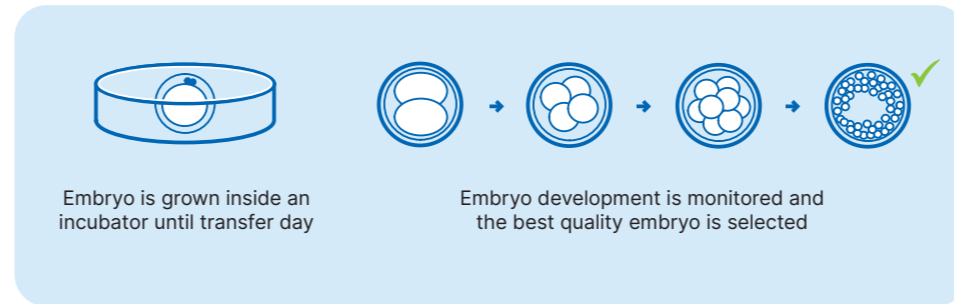 Embryo is grown inside an
incubator until transfer day
Embryo development is monitored and
the best quality embryo is selected